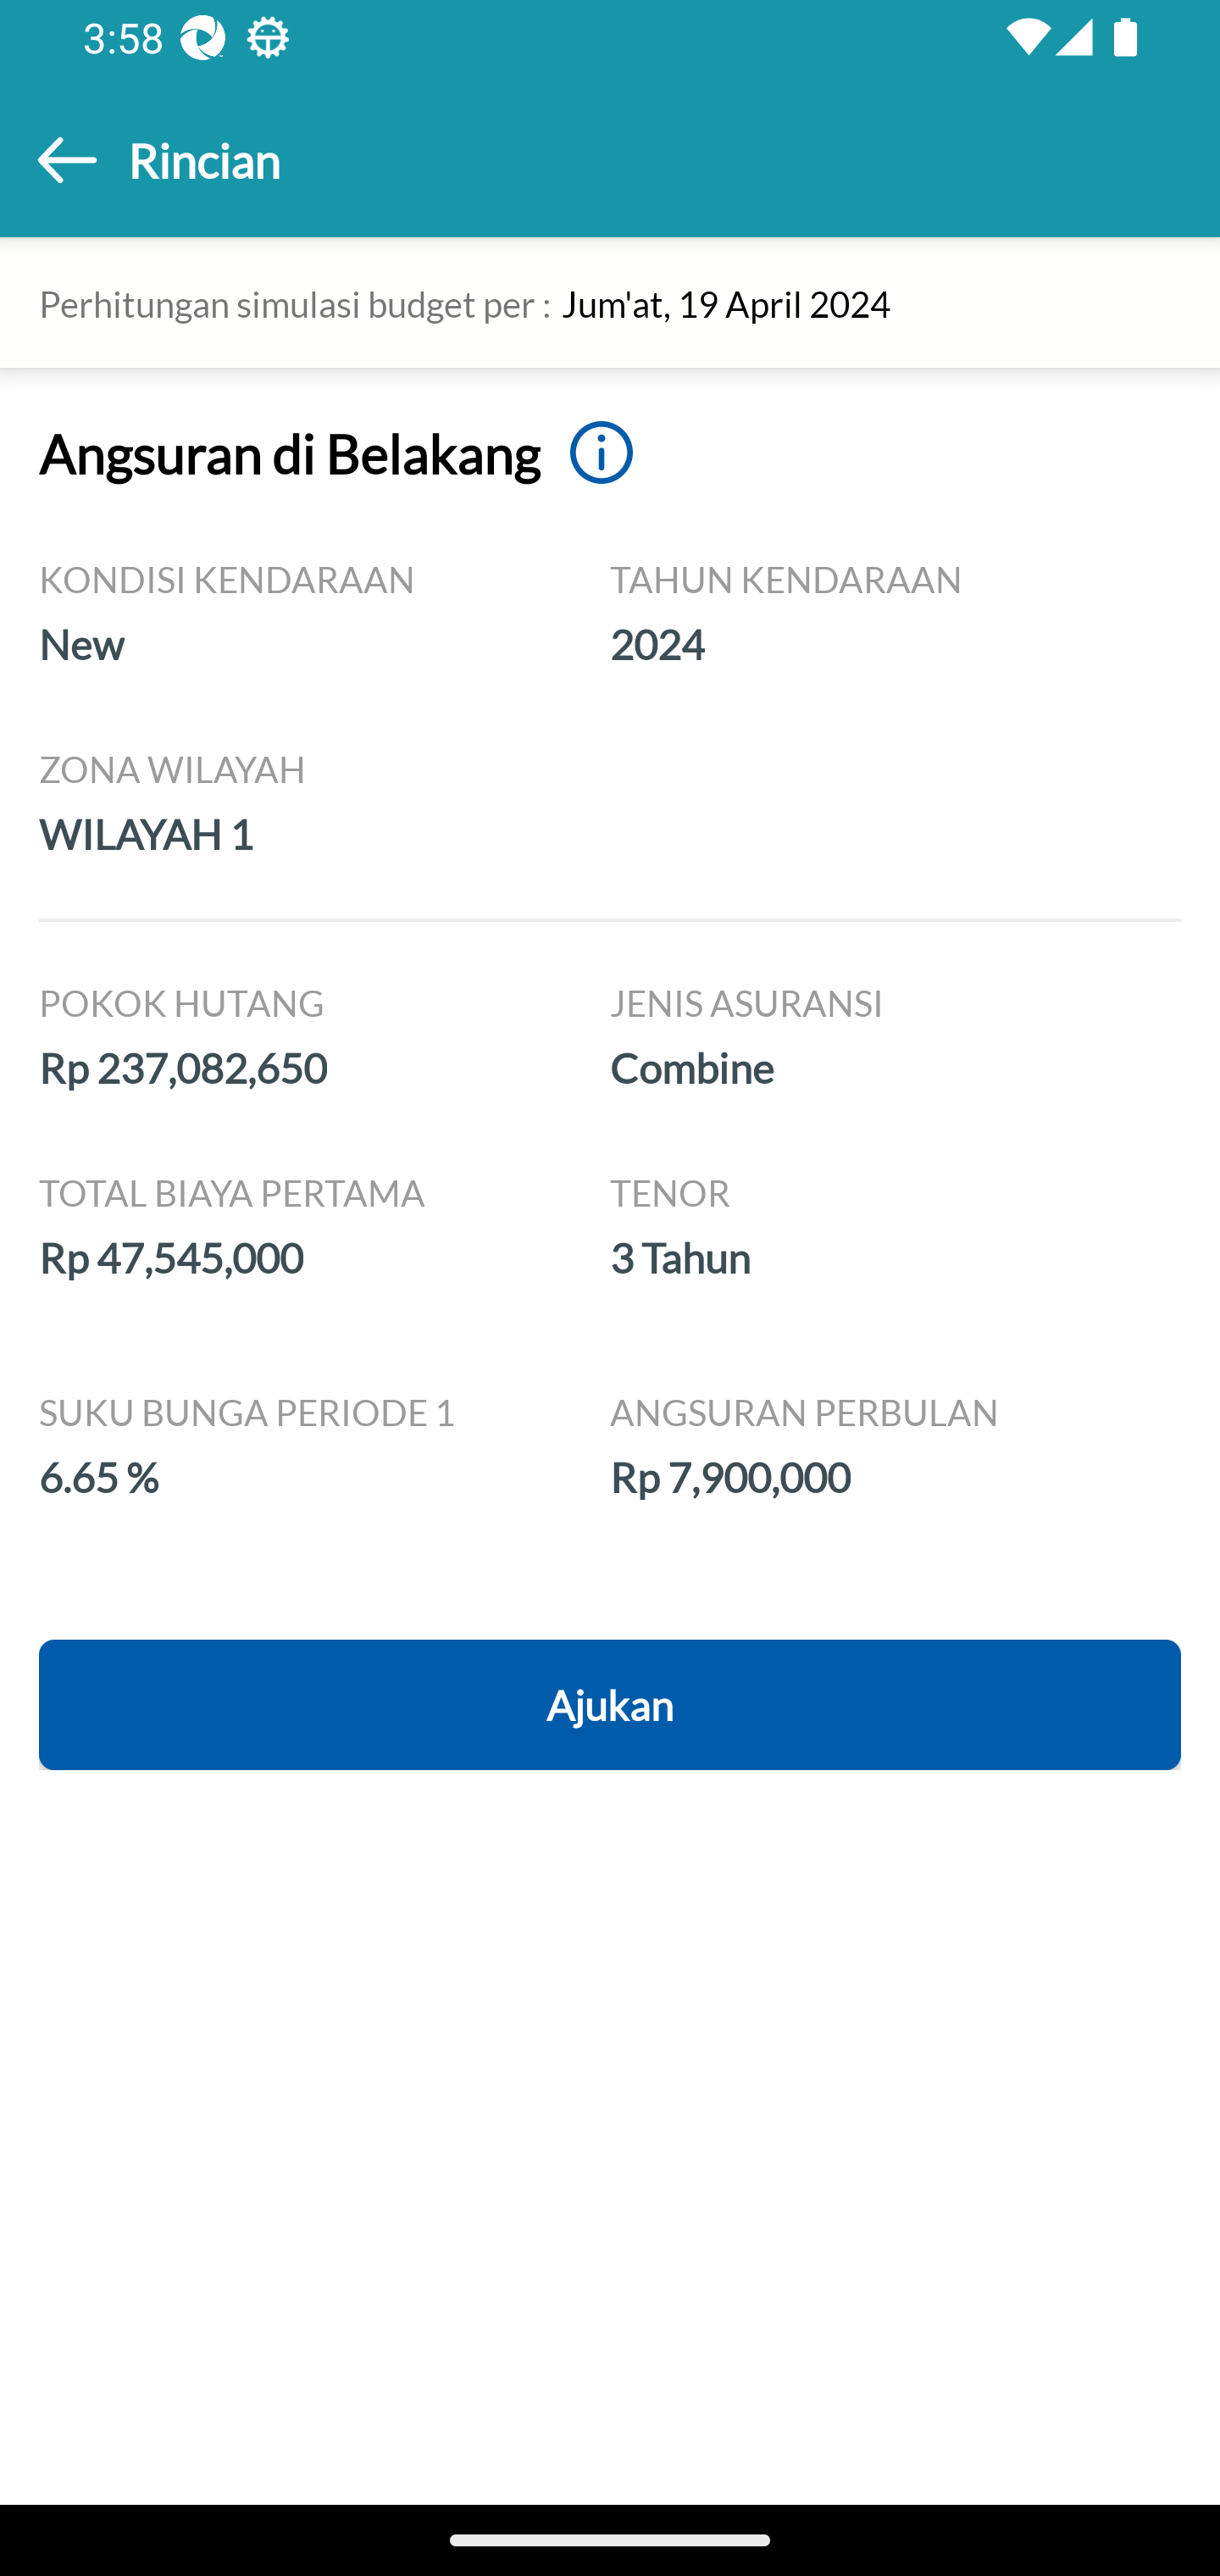 3:58
Rincian
Perhitungan simulasi budget per : Jum'at, 19 April 2024
Angsuran di Belakang
KONDISI KENDARAAN TAHUN KENDARAAN
New 2024
ZONA WILAYAH
WILAYAH 1
POKOK HUTANG JENIS ASURANSI
Rp 237,082,650 Combine
TOTAL BIAYA PERTAMA TENOR
Rp 47,545,000 3 Tahun
SUKU BUNGA PERIODE 1 ANGSURAN PERBULAN
6.65 % Rp 7,900,000
Ajukan